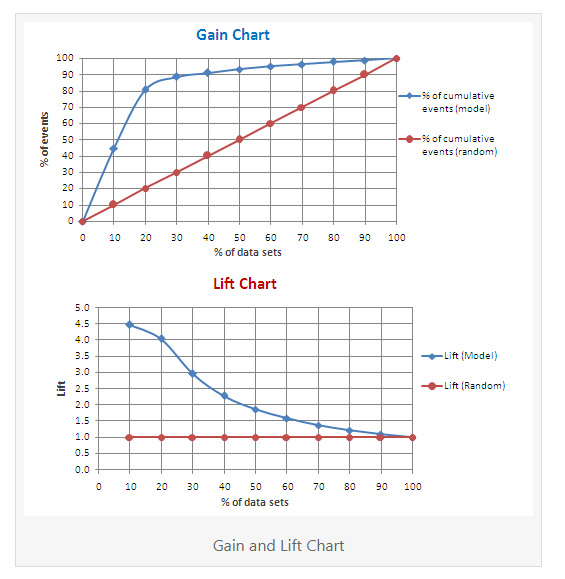 Gain Chart
100
90
80
70
60
50
40
30
20
10
0
% of events
0 10 20 30 40 50 60 70 80 90 100
% of data sets
% of cumulative
events (model)
% of cumulative
events (random)
Lift Chart
5.0
4.5
4.0
3.5
3.0
2.5
2.0
1.5
1.0
0.5
0.0
Lift
0 10 20 30 40 50 60 70 80 90 100
% of data sets
Lift (Model)
Lift (Random)
Gain and Lift Chart